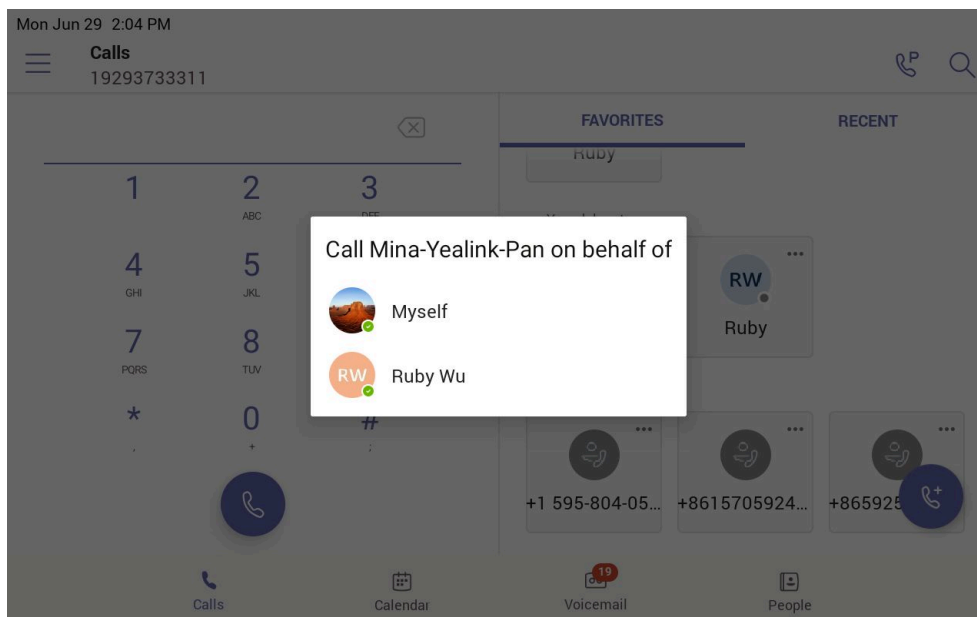 Mon Jun 29 2:04 PM
Calls
19293733311
P
FAVORITES
RECENT
Ruby
1
2
3
ABC
DEF
Call Mina-Yealink-Pan on behalf of
4
5
GHI
JKL
Myself
RW
Ruby
7
8
PQRS
TUV
RW
Ruby Wu
*
0
#
,
+
;
+1 595-804-05...
+8615705924...
+865925
19
Calls
Calendar
Voicemail
People